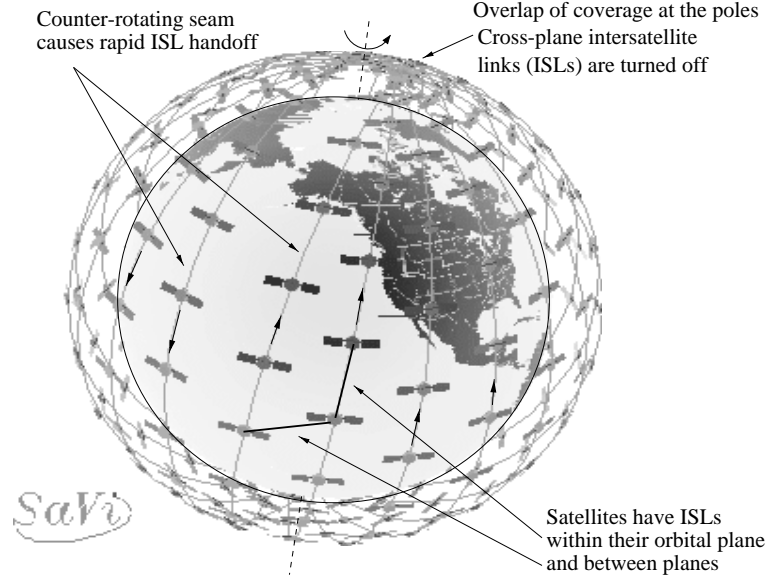 Counter-rotating seam
causes rapid ISL handoff
Overlap of coverage at the poles
Cross-plane intersatellite
links (ISLs) are turned off
SaVi
Satellites have ISLs
within their orbital plane
and between planes